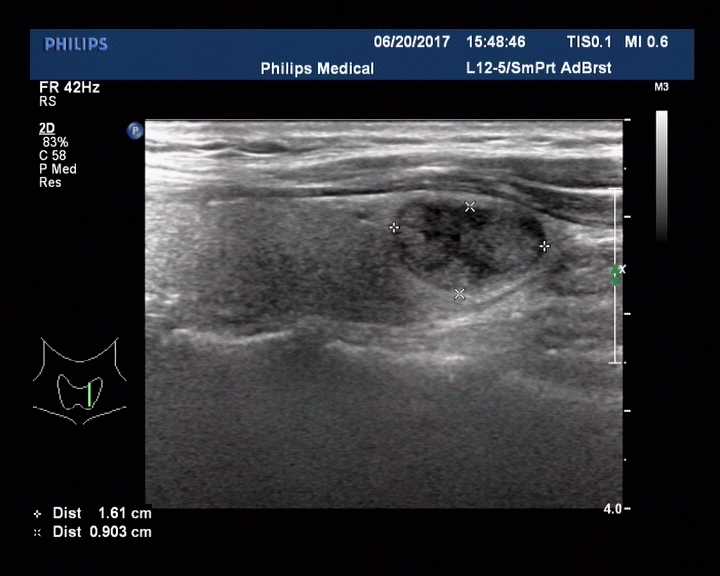 PHILIPS
06/20/2017 15:48:46 TIS0.1 MI 0.6
Philips Medical L12-5/SmPrt AdBrst
FR 42Hz
RS
M3
2D
83%
C 58
P Med
Res
P
x
4.0
Dist 1.61 cm
Dist 0.903 cm